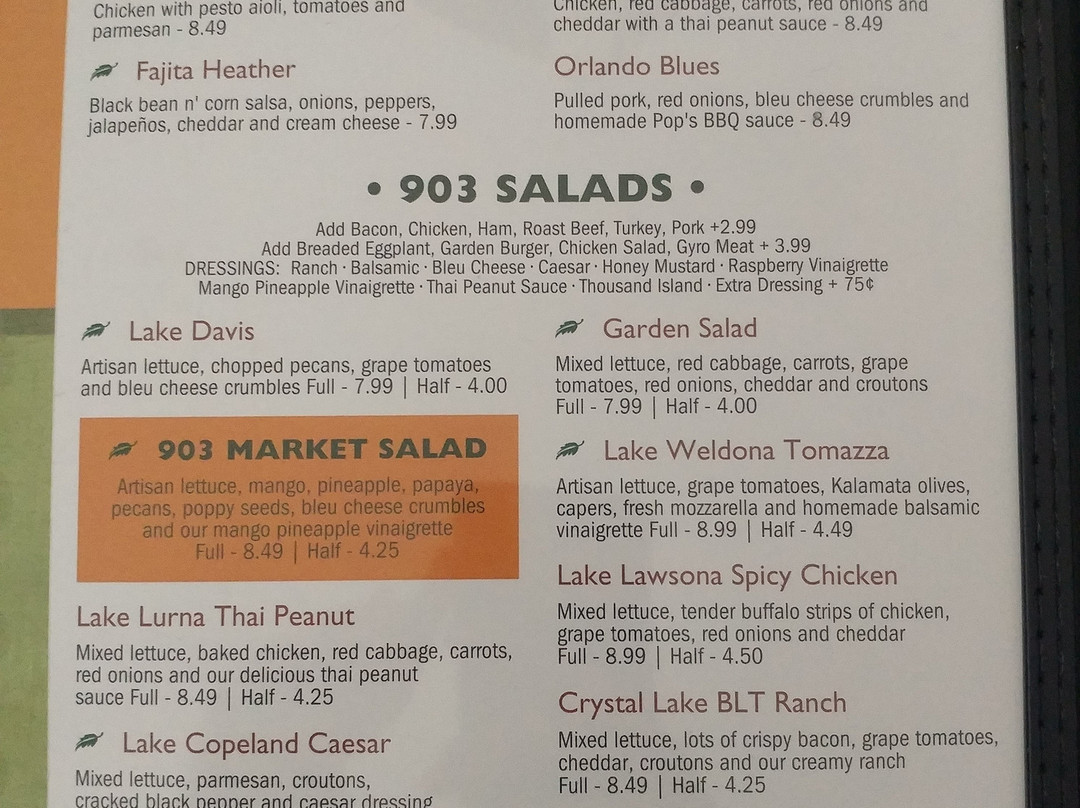 Chicken with pesto aioli, tomatoes and
parmesan - 8.49
Fajita Heather
Black bean n' corn salsa, onions, peppers,
jalapeños, cheddar and cream cheese - 7.99
Chicken, red cabbage, carrots, red onions and
cheddar with a thai peanut sauce - 8.49
Orlando Blues
Pulled pork, red onions, bleu cheese crumbles and
homemade Pop's BBQ sauce - 8.49
• 903 SALADS •
Add Bacon, Chicken, Ham, Roast Beef, Turkey, Pork +2.99
Add Breaded Eggplant, Garden Burger, Chicken Salad, Gyro Meat + 3.99
DRESSINGS: Ranch · Balsamic · Bleu Cheese · Caesar · Honey Mustard · Raspberry Vinaigrette
Mango Pineapple Vinaigrette · Thai Peanut Sauce · Thousand Island · Extra Dressing + 75¢
Lake Davis
Artisan lettuce, chopped pecans, grape tomatoes
and bleu cheese crumbles Full - 7.99 | Half - 4.00
903 MARKET SALAD
Artisan lettuce, mango, pineapple, papaya,
pecans, poppy seeds, bleu cheese crumbles
and our mango pineapple vinaigrette
Full - 8.49 | Half - 4.25
Lake Lurna Thai Peanut
Mixed lettuce, baked chicken, red cabbage, carrots,
red onions and our delicious thai peanut
sauce Full - 8.49 | Half - 4.25
Lake Copeland Caesar
Mixed lettuce, parmesan, croutons,
cracked black pepper and caesar dressing
Garden Salad
Mixed lettuce, red cabbage, carrots, grape
tomatoes, red onions, cheddar and croutons
Full - 7.99 | Half - 4.00
Lake Weldona Tomazza
Artisan lettuce, grape tomatoes, Kalamata olives,
capers, fresh mozzarella and homemade balsamic
vinaigrette Full - 8.99 | Half - 4.49
Lake Lawsona Spicy Chicken
Mixed lettuce, tender buffalo strips of chicken,
grape tomatoes, red onions and cheddar
Full - 8.99 | Half - 4.50
Crystal Lake BLT Ranch
Mixed lettuce, lots of crispy bacon, grape tomatoes,
cheddar, croutons and our creamy ranch
Full - 8.49 | Half - 4.25